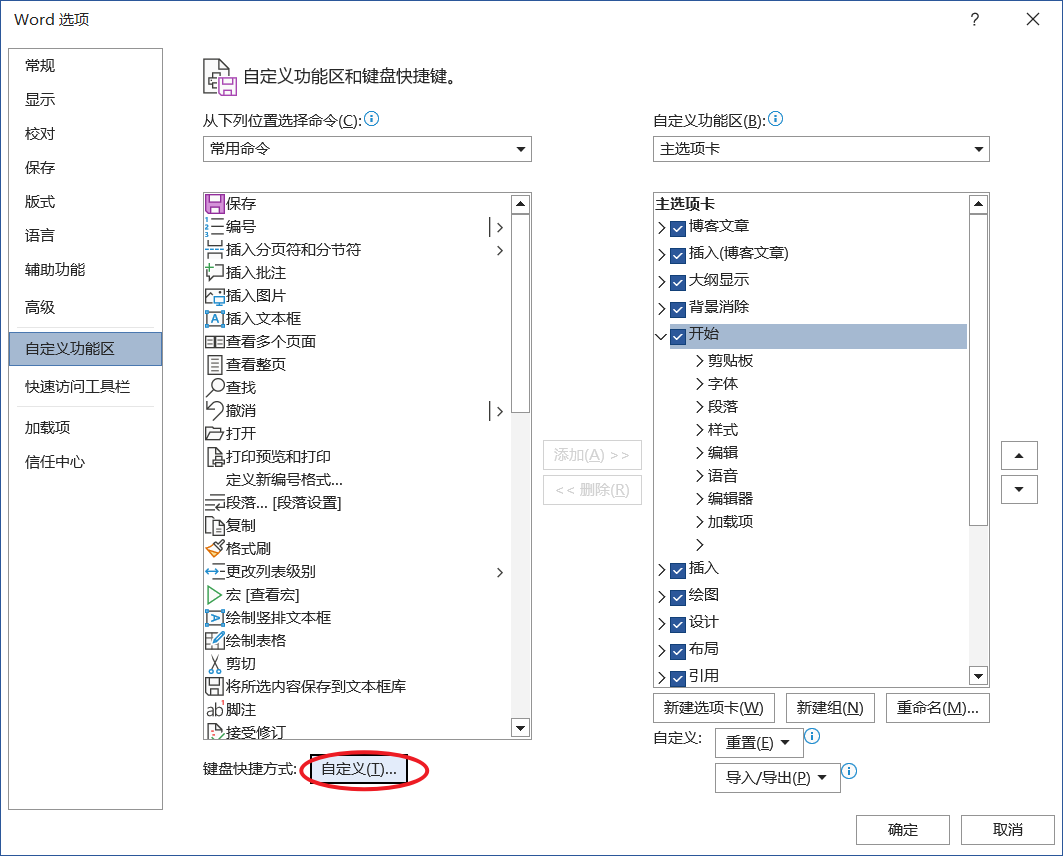 Word 选项
?
常规
显示
校对
保存
版式
语言
辅助功能
高级
自定义功能区
快速访问工具栏
加载项
信任中心
自定义功能区和键盘快捷键。
从下列位置选择命令(C):
常用命令
保存
编号
插入分页符和分节符
插入批注
插入图片
插入文本框
查看多个页面
查看整页
查找
撤消
打开
打印预览和打印
定义新编号格式...
段落... [段落设置]
复制
格式刷
更改列表级别
宏 [查看宏]
绘制竖排文本框
绘制表格
剪切
将所选内容保存到文本框库
脚注
接受修订
键盘快捷方式:
自定义(T)...
添加(A) >>
<< 删除(R)
自定义功能区(B):
主选项卡
主选项卡
博客文章
插入(博客文章)
大纲显示
背景消除
开始
剪贴板
字体
段落
样式
编辑
语音
编辑器
加载项
插入
绘图
设计
布局
引用
新建选项卡(W)
新建组(N)
重命名(M)...
自定义:
重置(E)
导入/导出(P)
确定
取消